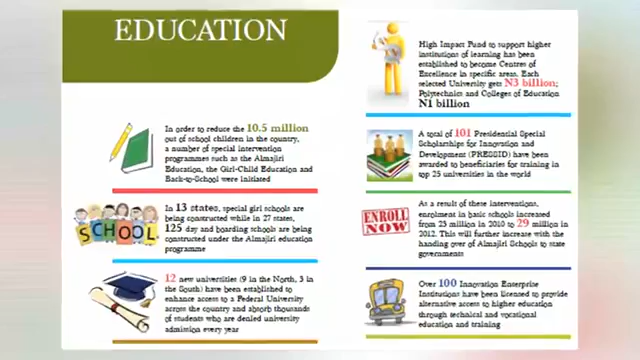 EDUCATION
In order to reduce the 10.5 million
out of school children in the country,
a number of special intervention
programmes such as the Almajiri
Education, the Girl-Child Education and
Back-to-School were initiated
SCHOOL
In 13 states, special girl schools are
being constructed while in 27 states,
125 day and boarding schools are being
constructed under the Almajiri education
programme
12 new universities (9 in the North, 3 in
the South) have been established to
enhance access to a Federal University
across the country and absorb thousands
of students who are denied university
admission every year
High Impact Fund to support higher
institutions of learning has been
established to become Centres of
Excellence in specific areas. Each
selected University gets N3 billion;
Polytechnics and Colleges of Education
N1 billion
A total of 101 Presidential Special
Scholarships for Innovation and
Development (PRESSID) have been
awarded to beneficiaries for training in
top 25 universities in the world
ENROLL
NOW
As a result of these interventions,
enrolment in basic schools increased
from 23 million in 2010 to 29 million in
2012. This will further increase with the
handing over of Almajiri Schools to state
governments
Over 100 Innovation Enterprise
Institutions have been licensed to provide
alternative access to higher education
through technical and vocational
education and training